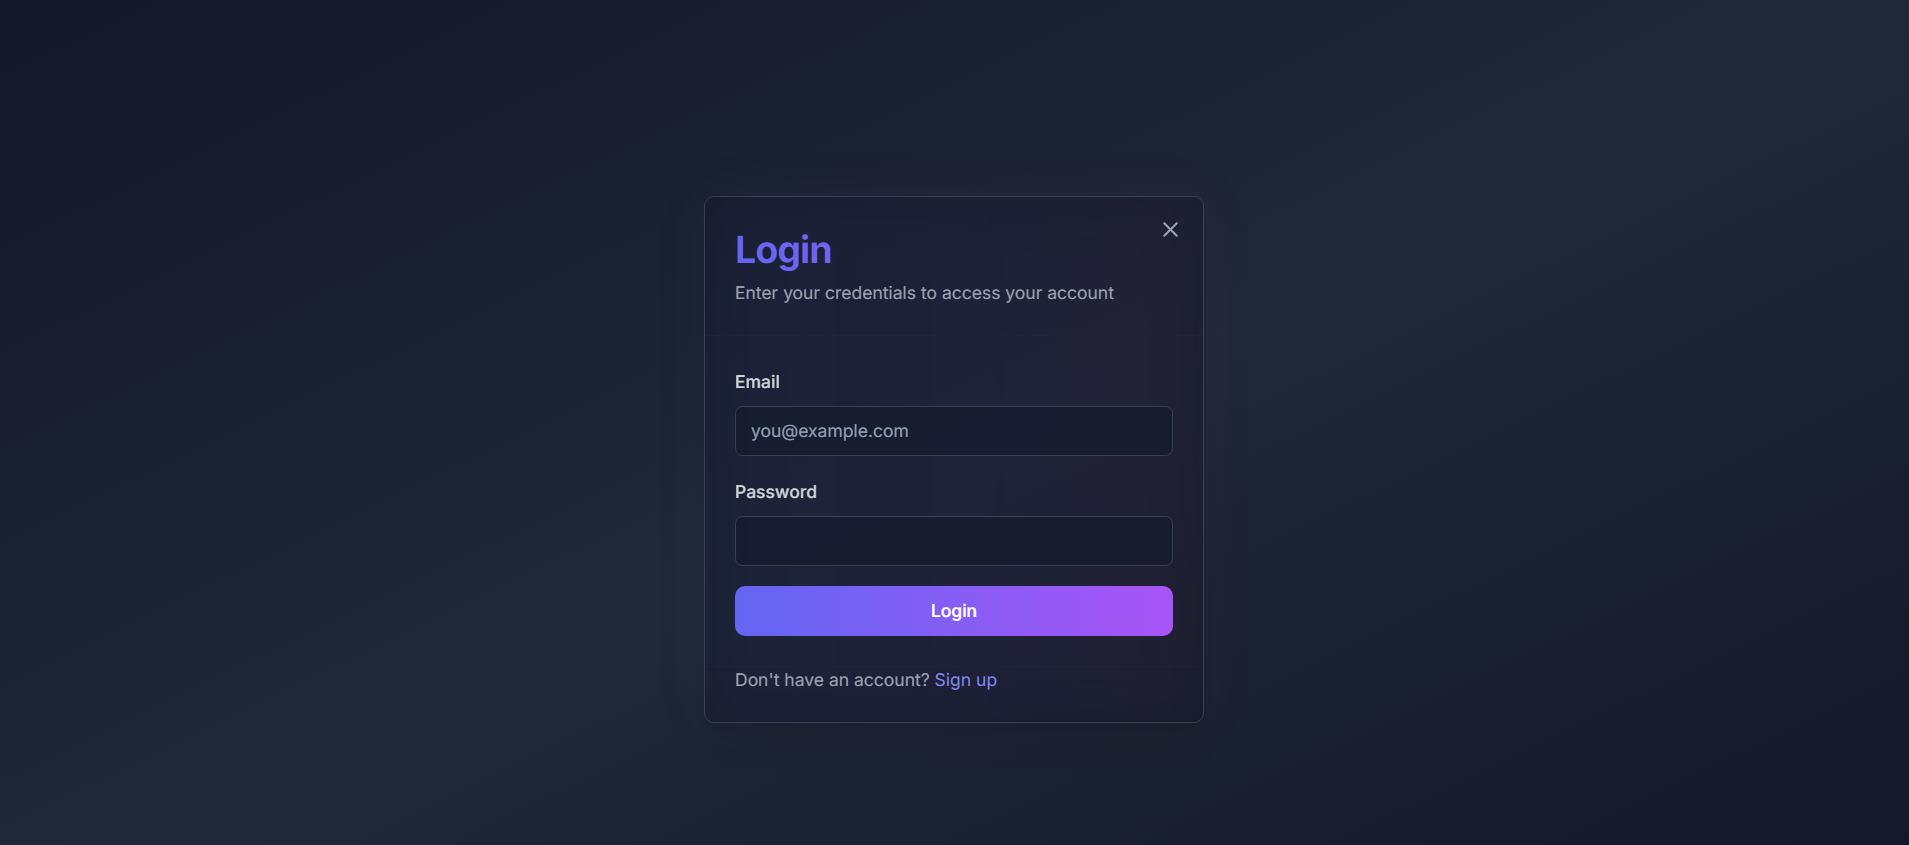 Login
Enter your credentials to access your account
Email
you@example.com
Password
Login
Don't have an account? Sign up